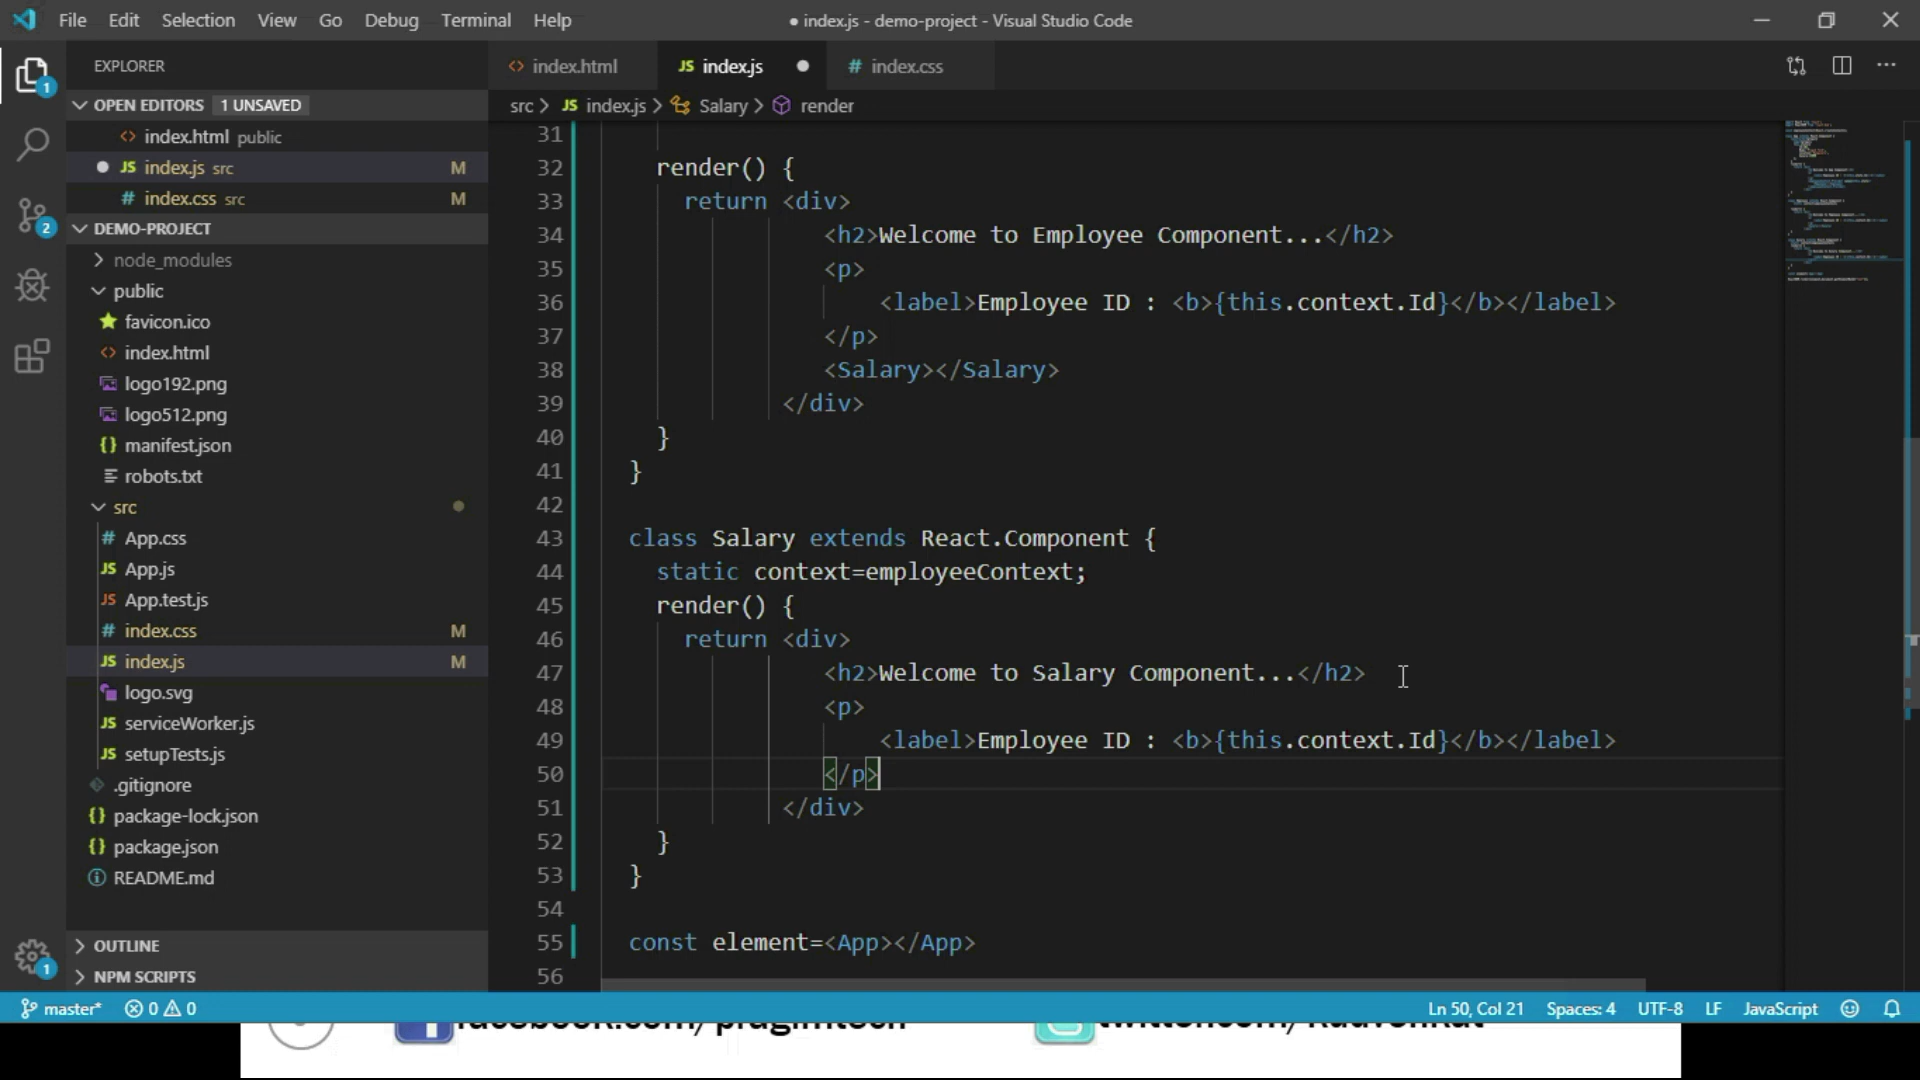 File Edit Selection View Go Debug Terminal Help ● index.js - demo-project - Visual Studio Code
EXPLORER
OPEN EDITORS 1 UNSAVED
index.html public
JS index.js src M
# index.css src M
DEMO-PROJECT
node_modules
public
favicon.ico
index.html
logo192.png
logo512.png
{} manifest.json
robots.txt
src
# App.css
JS App.js
JS App.test.js
# index.css M
JS index.js M
logo.svg
JS serviceWorker.js
JS setupTests.js
.gitignore
{} package-lock.json
{} package.json
README.md
OUTLINE
NPM SCRIPTS
1
2
1
<> index.html JS index.js ● # index.css
src > JS index.js > Salary > render
31
32 render() {
33 return <div>
34 <h2>Welcome to Employee Component...</h2>
35 <p>
36 <label>Employee ID : <b>{this.context.Id}</b></label>
37 </p>
38 <Salary></Salary>
39 </div>
40 }
41 }
42
43 class Salary extends React.Component {
44 static context=employeeContext;
45 render() {
46 return <div>
47 <h2>Welcome to Salary Component...</h2>
48 <p>
49 <label>Employee ID : <b>{this.context.Id}</b></label>
50 </p>
51 </div>
52 }
53 }
54
55 const element=<App></App>
56
master* 0 0 Ln 50, Col 21 Spaces: 4 UTF-8 LF JavaScript
facebook.com/pragimtech